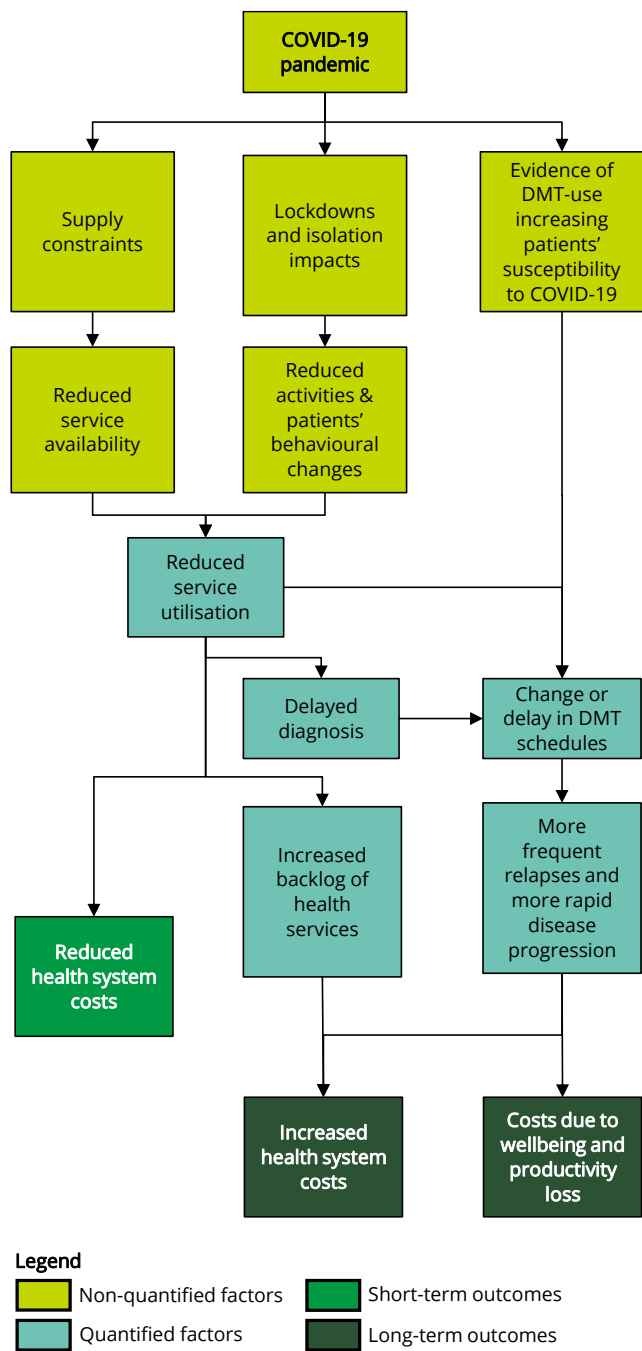 COVID-19
pandemic
Supply
constraints
Lockdowns
and isolation
impacts
Evidence of
DMT-use
increasing
patients’
susceptibility
to COVID-19
Reduced
service
availability
Reduced
activities &
patients’
behavioural
changes
Reduced
service
utilisation
Delayed
diagnosis
Change or
delay in DMT
schedules
Increased
backlog of
health
services
More
frequent
relapses and
more rapid
disease
progression
Reduced
health system
costs
Increased
health system
costs
Costs due to
wellbeing and
productivity
loss
Legend
Non-quantified factors
Short-term outcomes
Quantified factors
Long-term outcomes